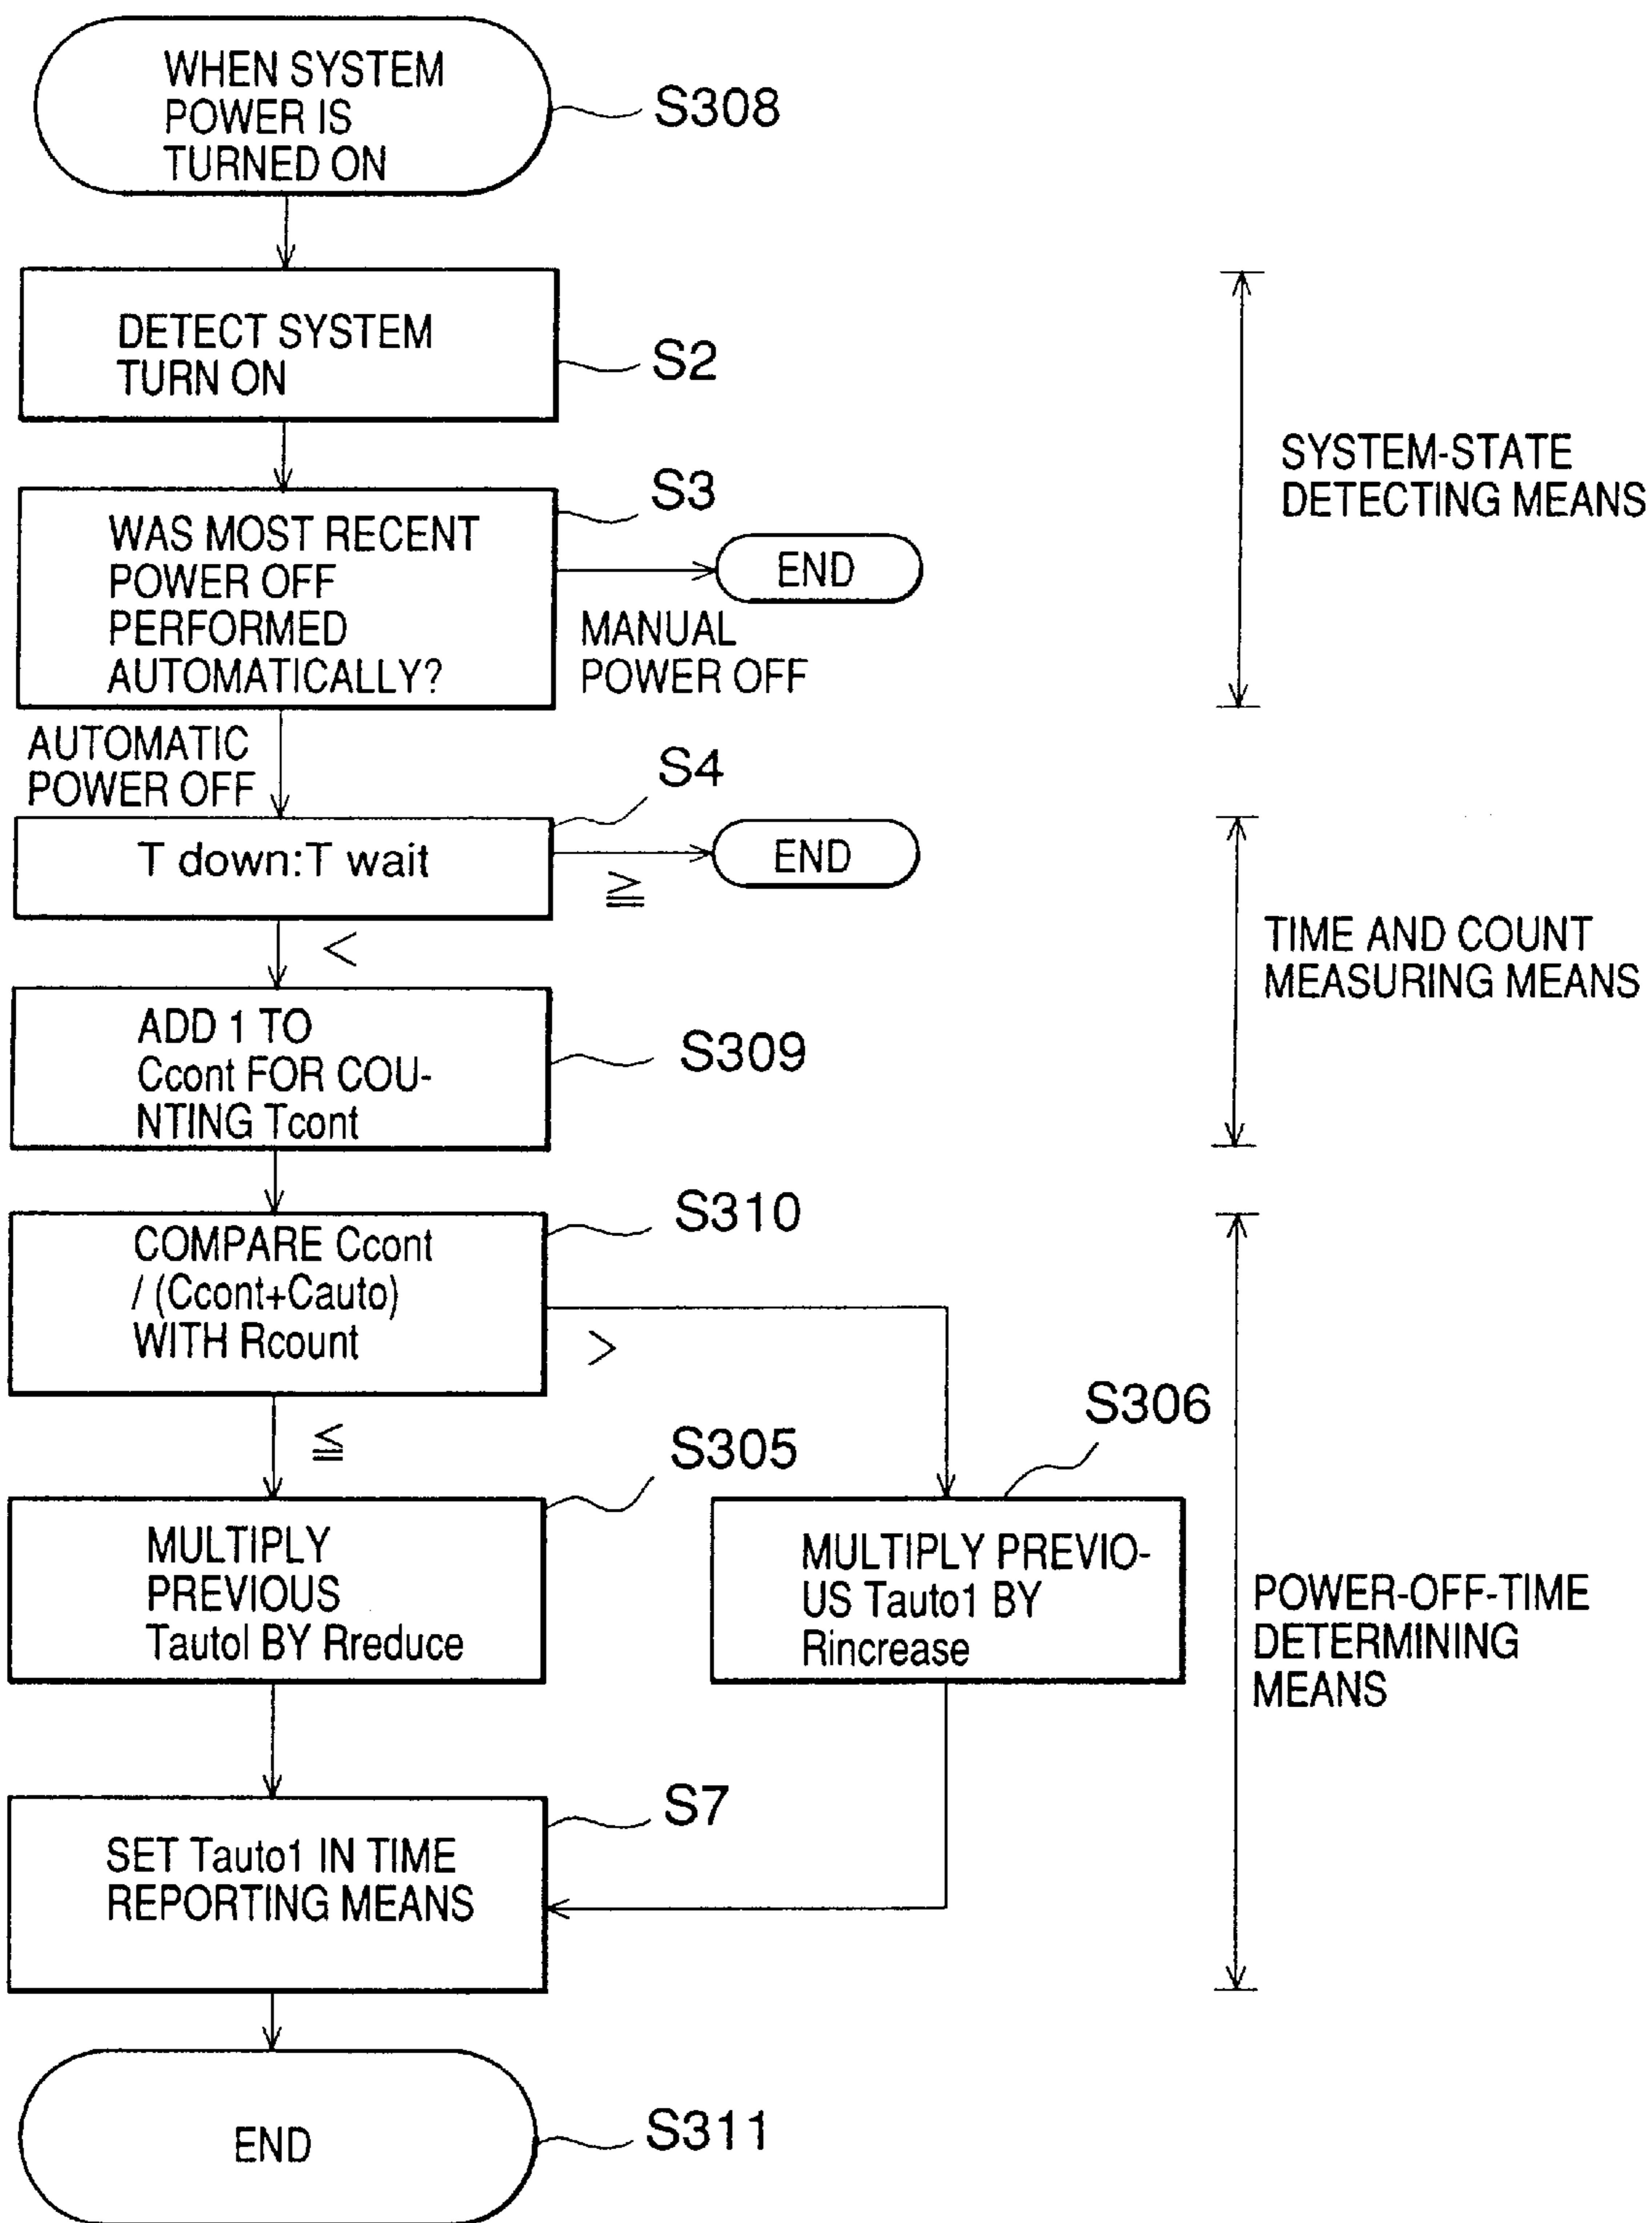 WHEN SYSTEM
POWER IS
TURNED ON
S308
DETECT SYSTEM
TURN ON
S2
SYSTEM-STATE
DETECTING MEANS
S3
WAS MOST RECENT
POWER OFF
PERFORMED
AUTOMATICALLY?
END
MANUAL
POWER OFF
AUTOMATIC
POWER OFF
S4
T down:T wait
END
≧
<
TIME AND COUNT
MEASURING MEANS
ADD 1 TO
Ccont FOR COU-
NTING Tcont
S309
S310
COMPARE Ccont
/ (Ccont+Cauto)
WITH Rcount
>
≦
S305
S306
MULTIPLY
PREVIOUS
Tautol BY Rreduce
MULTIPLY PREVIO-
US Tauto1 BY
Rincrease
POWER-OFF-TIME
DETERMINING
MEANS
S7
SET Tauto1 IN TIME
REPORTING MEANS
END
S311